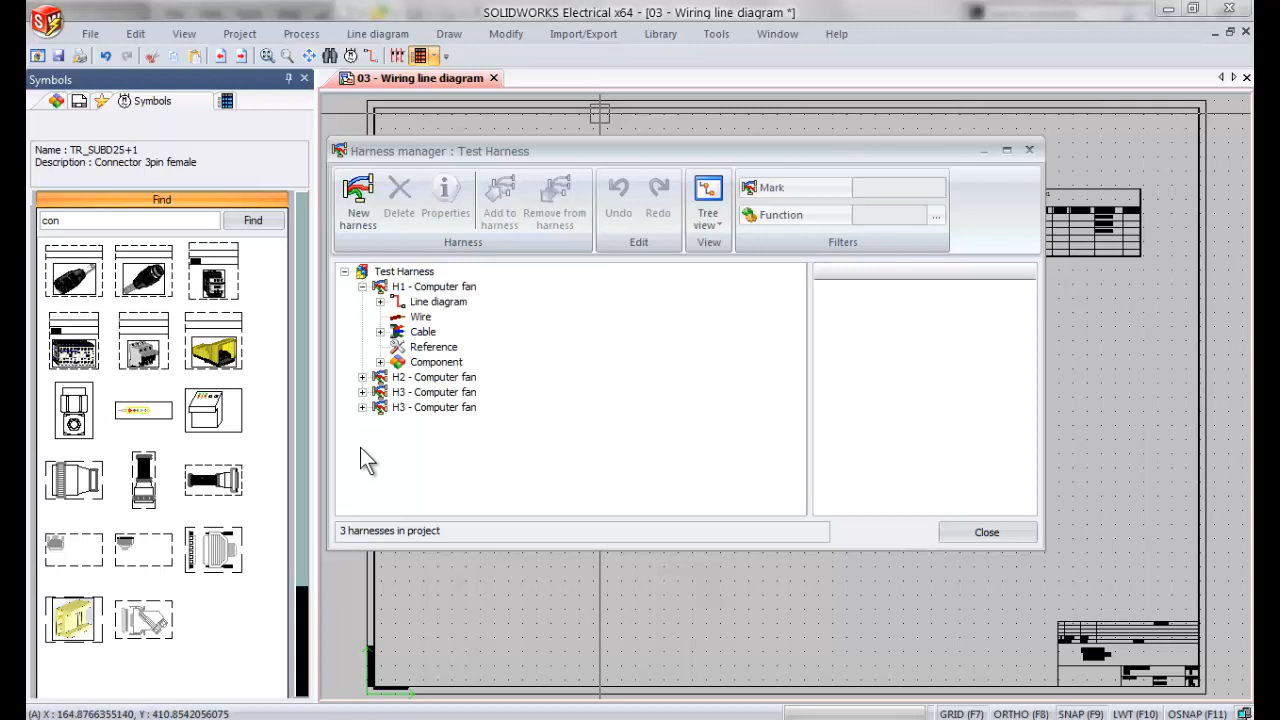 SOLIDWORKS Electrical x64 - [03 - Wiring line diagram *]
File Edit View Project Process Line diagram Draw Modify Import/Export Library Tools Window Help
Symbols
03 - Wiring line diagram
Symbols
Name : TR_SUBD25+1
Description : Connector 3pin female
Find
con
Find
Harness manager : Test Harness
New harness
Delete
Properties
Add to harness
Remove from harness
Undo
Redo
Tree view
Mark
Function
...
Harness
Edit
View
Filters
Test Harness
H1 - Computer fan
Line diagram
Wire
Cable
Reference
Component
H2 - Computer fan
H3 - Computer fan
H3 - Computer fan
3 harnesses in project
Close
(A) X : 164.8766355140, Y : 410.8542056075
GRID (F7) ORTHO (F8) SNAP (F9) LWT (F10) OSNAP (F11)